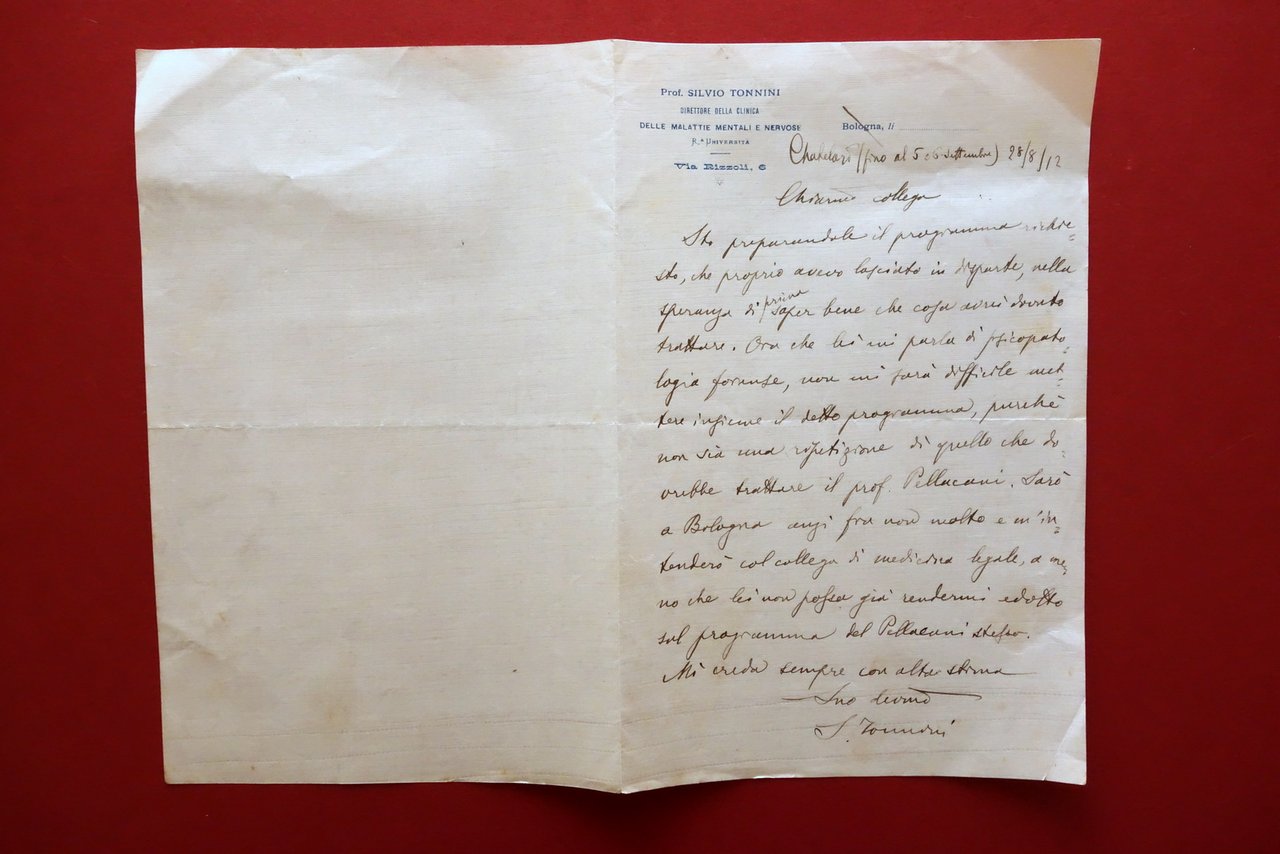 Prof. SILVIO TONNINI
DIRETTORE DELLA CLINICA
DELLE MALATTIE MENTALI E NERVOSE
R.ª UNIVERSITÀ
Via Rizzoli, 6
Bologna, li
(fino al 5 o 6 settembre) 28/8/12
Chiarmo collega
Sto preparandole il programma richie=
sto, che proprio avevo lasciato in disparte, nella
speranza di prima saper bene che cosa avrei dovuto
trattare. Ora che lei mi parla di psicopato=
logia forense, non mi sarà difficile met=
tere insieme il detto programma, purchè
non sia una ripetizione di quello che do=
vrebbe trattare il prof. Pellacani. Sarò
a Bologna anzi fra non molto e m'in=
tenderò col collega di medicina legale, a me=
no che lei non possa già rendermi edotto
sul programma del Pellacani stesso.
Mi creda sempre con alta stima
Suo devmo
S. Tonnini